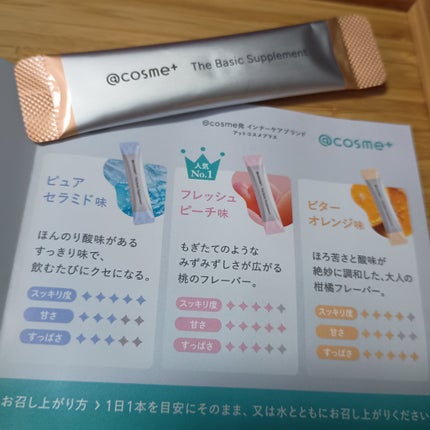 @cosme+ The Basic Supplement
@cosme発 インナーケアブランド
アットコスメプラス
@cosme+
ピュア
セラミド味
ほんのり酸味がある
すっきり味で、
飲むたびにクセになる。
スッキリ度
甘さ
すっぱさ
人気
No.1
フレッシュ
ピーチ味
もぎたてのような
みずみずしさが広がる
桃のフレーバー。
スッキリ度
甘さ
すっぱさ
ビター
オレンジ味
ほろ苦さと酸味が
絶妙に調和した、大人の
柑橘フレーバー。
スッキリ度
甘さ
すっぱさ
お召し上がり方 > 1日1本を目安にそのまま、又は水とともにお召し上がりください